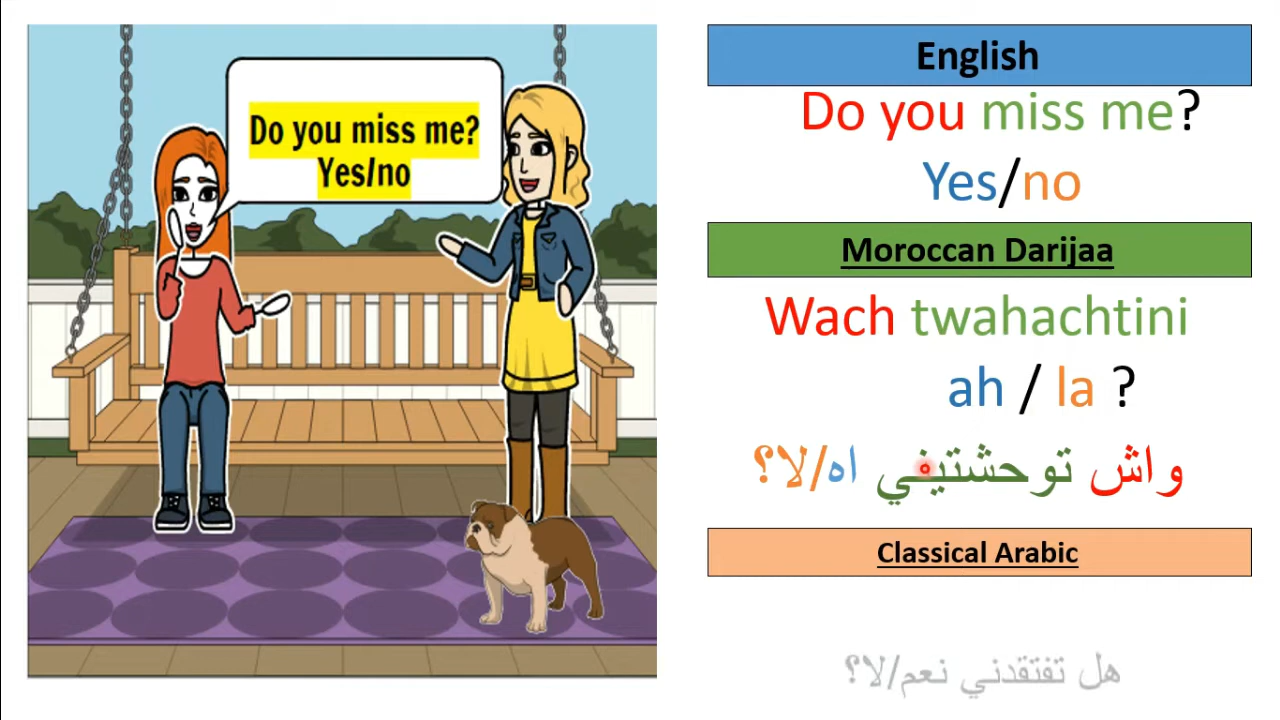 Do you miss me?
Yes/no
English
Do you miss me?
Yes/no
Moroccan Darijaa
Wach twahachtini
ah / la ?
واش توحشتيني اه/لا؟
Classical Arabic
هل تفتقدني نعم/لا؟